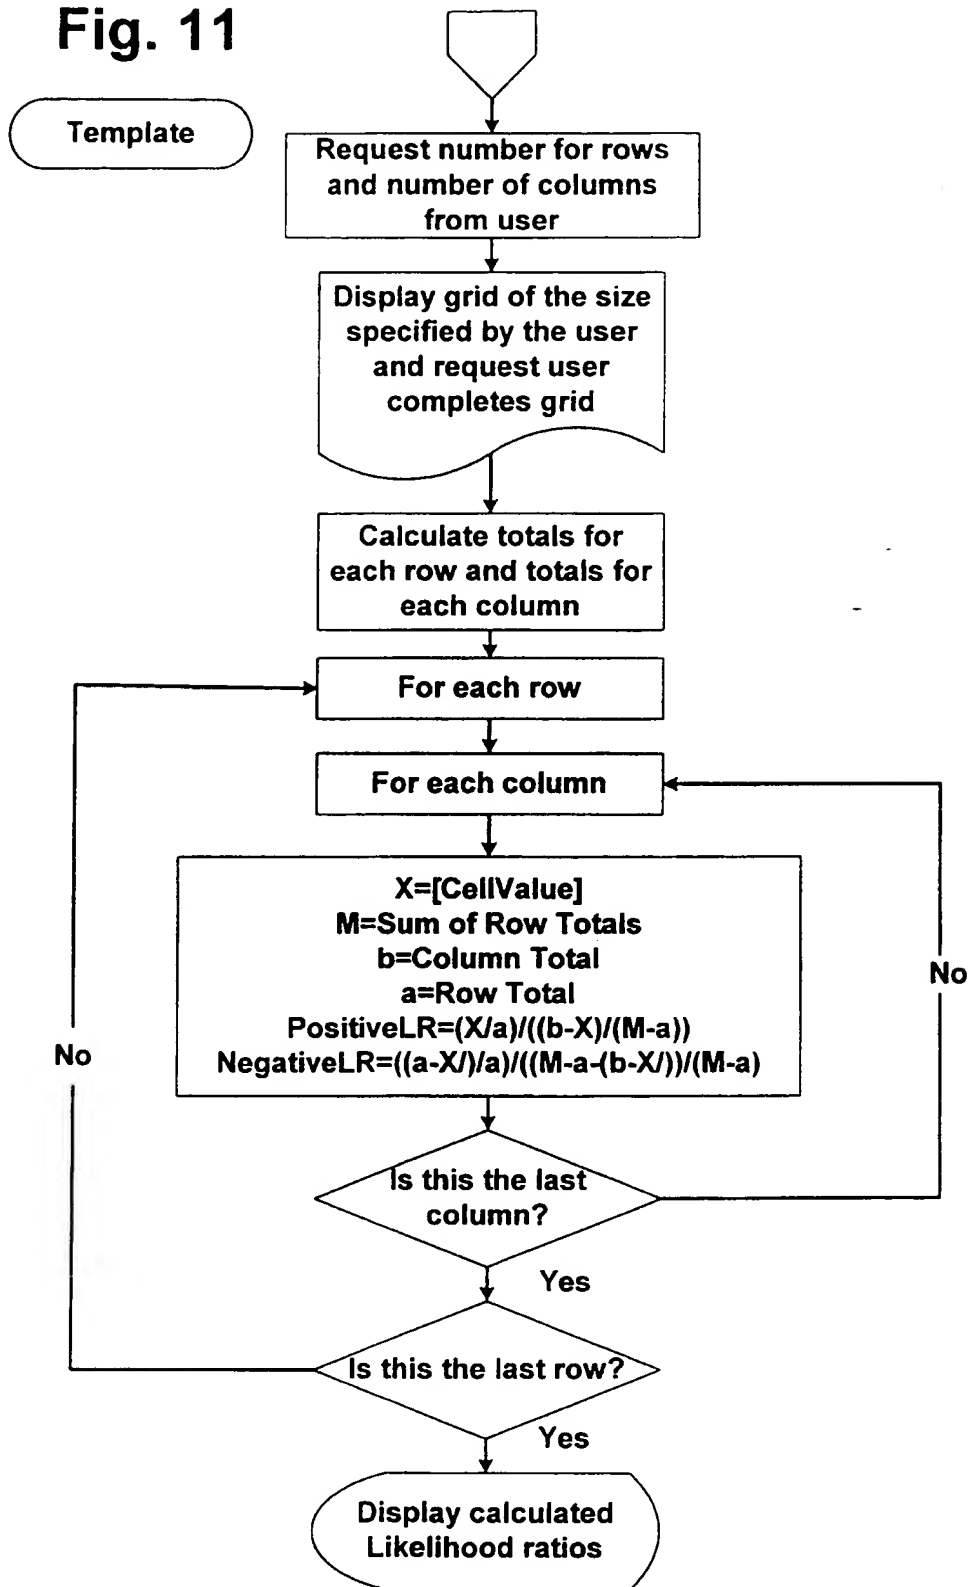 Fig. 11
Template
Request number for rows
and number of columns
from user
Display grid of the size
specified by the user
and request user
completes grid
Calculate totals for
each row and totals for
each column
For each row
For each column
X=[CellValue]
M=Sum of Row Totals
b=Column Total
a=Row Total
PositiveLR=(X/a)/((b-X)/(M-a))
NegativeLR=((a-X/)/a)/((M-a-(b-X/))/(M-a)
No
No
Is this the last
column?
Yes
Is this the last row?
Yes
Display calculated
Likelihood ratios